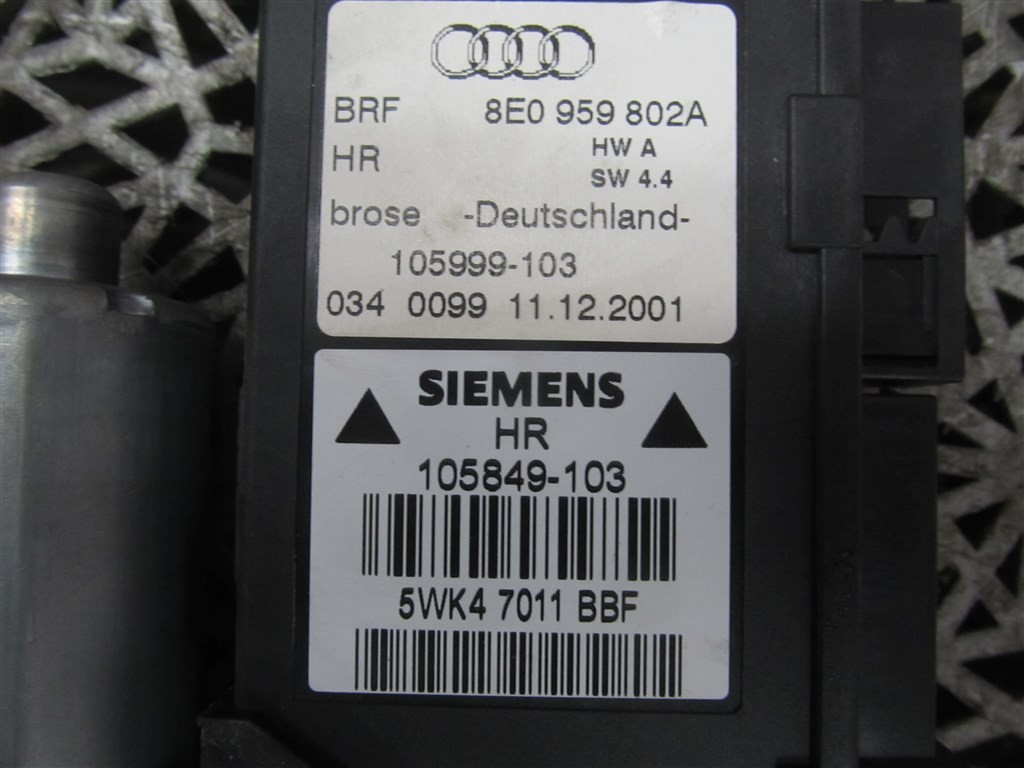 BRF 8E0 959 802A
HR HW A
SW 4.4
brose -Deutschland-
105999-103
034 0099 11.12.2001
SIEMENS
HR
105849-103
5WK4 7011 BBF